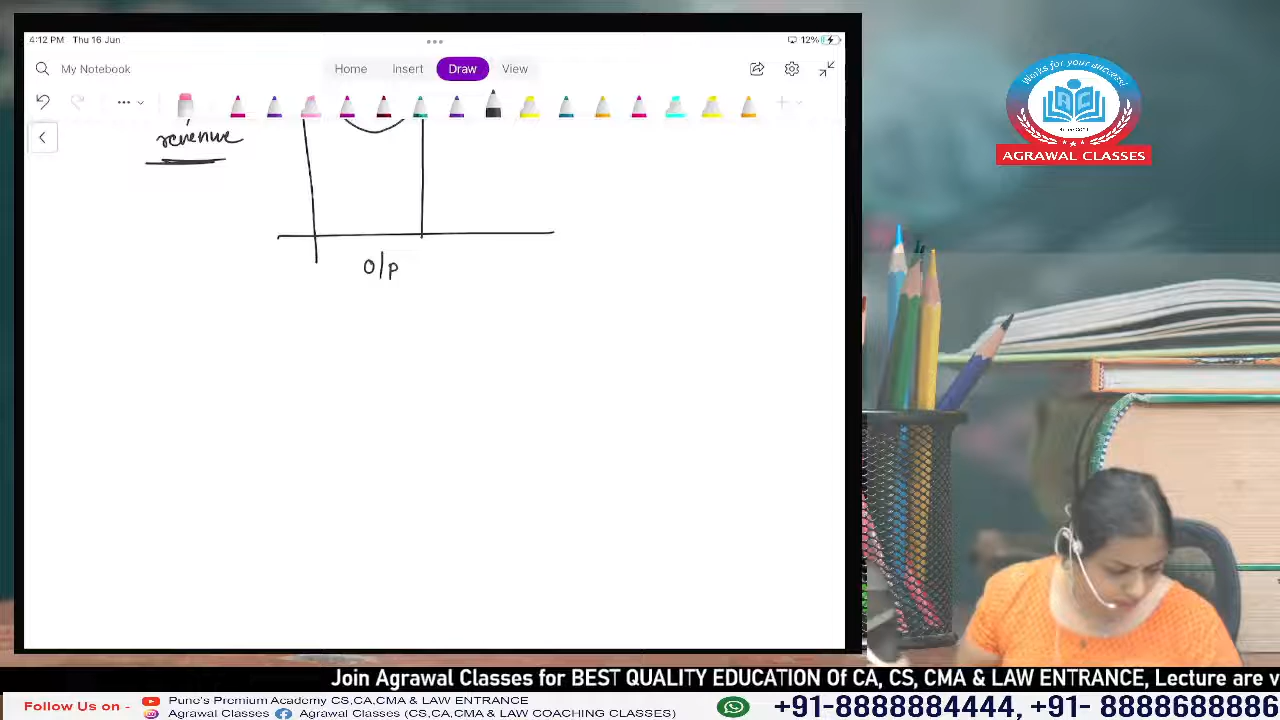 4:12 PM Thu 16 Jun
12%
My Notebook
Home Insert Draw View
revenue
O/P
Works for your success!
AC
AGRAWAL CLASSES
Join Agrawal Classes for BEST QUALITY EDUCATION Of CA, CS, CMA & LAW ENTRANCE, Lecture are v
Follow Us on -
Pune's Premium Academy CS,CA,CMA & LAW ENTRANCE
Agrawal Classes
Agrawal Classes (CS,CA,CMA & LAW COACHING CLASSES)
+91-8888884444, +91- 8888688886